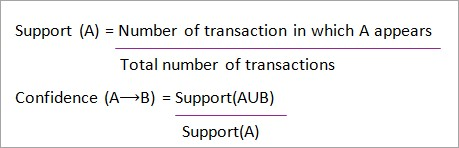 Support (A) = Number of transaction in which A appears
Total number of transactions
Confidence (A⟶B) = Support(AUB)
Support(A)